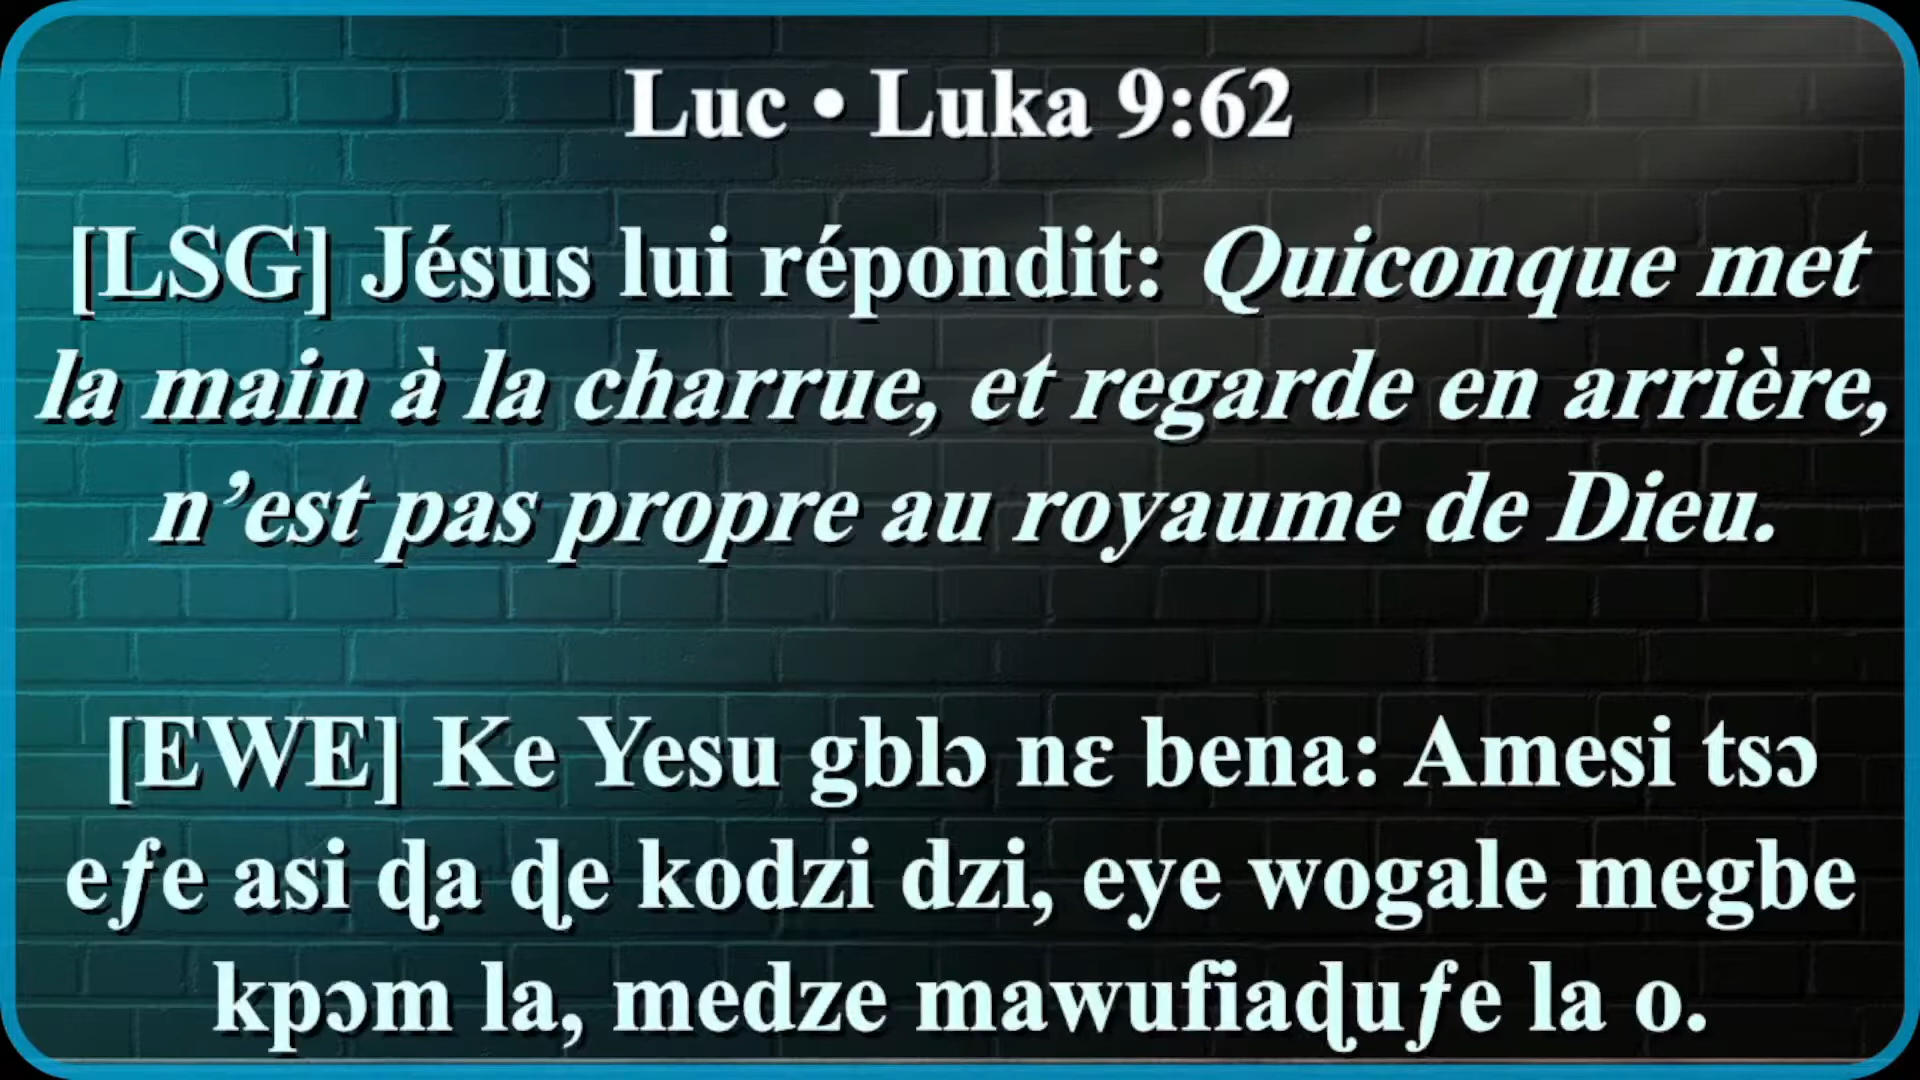 Luc • Luka 9:62
[LSG] Jésus lui répondit: Quiconque met
la main à la charrue, et regarde en arrière,
n’est pas propre au royaume de Dieu.
[EWE] Ke Yesu gblɔ nɛ bena: Amesi tsɔ
eƒe asi ɖa ɖe kodzi dzi, eye wogale megbe
kpɔm la, medze mawufiaɖuƒe la o.